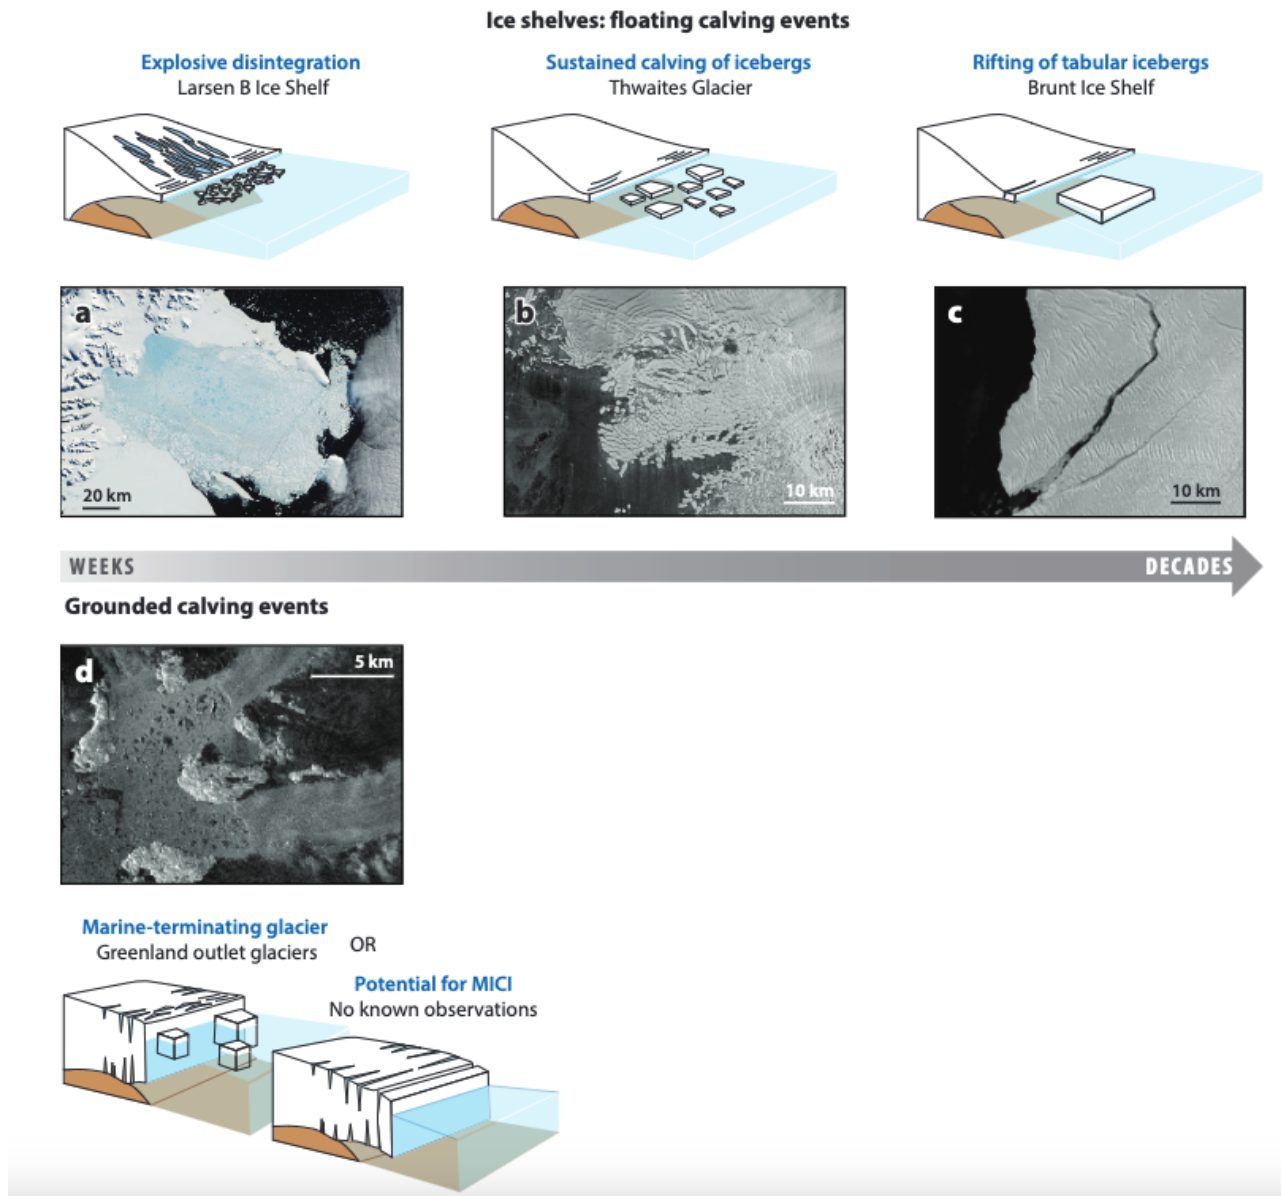 Ice shelves: floating calving events
Explosive disintegration
Larsen B Ice Shelf
Sustained calving of icebergs
Thwaites Glacier
Rifting of tabular icebergs
Brunt Ice Shelf
a
20 km
b
10 km
c
10 km
WEEKS
DECADES
Grounded calving events
d
5 km
Marine-terminating glacier
Greenland outlet glaciers
OR
Potential for MICI
No known observations